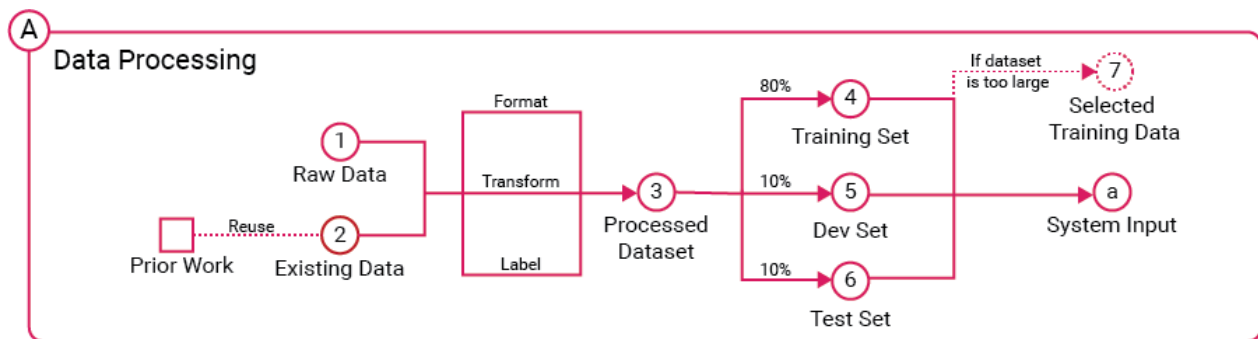 A
Data Processing
1
Raw Data
Prior Work
Reuse
2
Existing Data
Format
Transform
Label
3
Processed
Dataset
80%
4
Training Set
10%
5
Dev Set
10%
6
Test Set
If dataset
is too large
7
Selected
Training Data
a
System Input